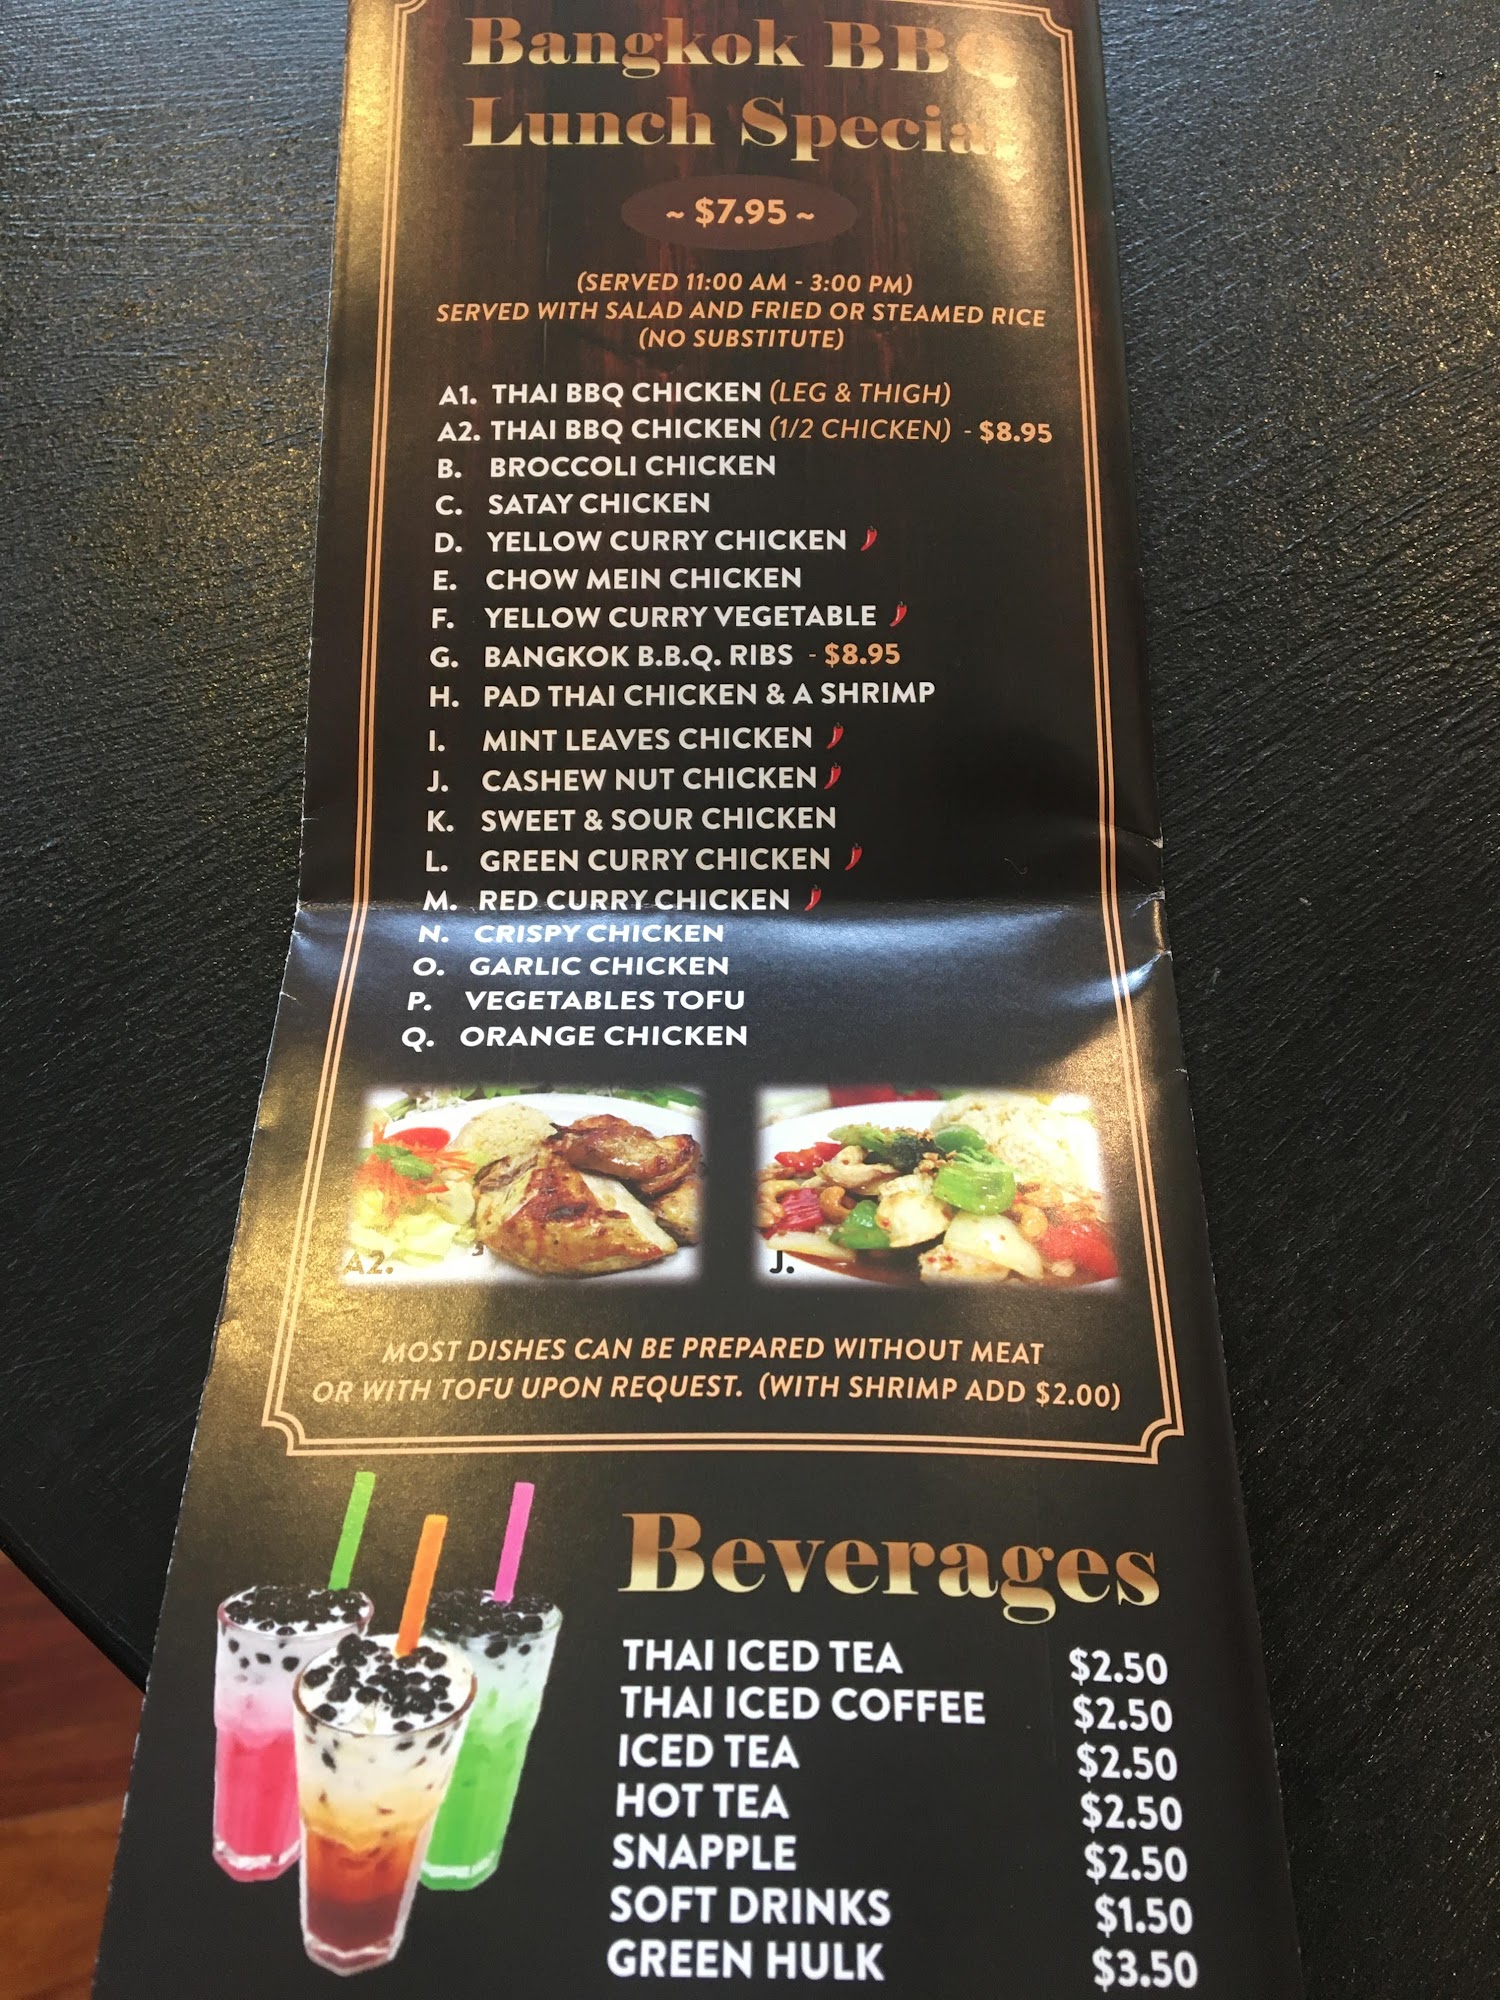 Bangkok BBQ
Lunch Special
~ $7.95 ~
(SERVED 11:00 AM - 3:00 PM)
SERVED WITH SALAD AND FRIED OR STEAMED RICE
(NO SUBSTITUTE)
A1. THAI BBQ CHICKEN (LEG & THIGH)
A2. THAI BBQ CHICKEN (1/2 CHICKEN) - $8.95
B. BROCCOLI CHICKEN
C. SATAY CHICKEN
D. YELLOW CURRY CHICKEN
E. CHOW MEIN CHICKEN
F. YELLOW CURRY VEGETABLE
G. BANGKOK B.B.Q. RIBS - $8.95
H. PAD THAI CHICKEN & A SHRIMP
I. MINT LEAVES CHICKEN
J. CASHEW NUT CHICKEN
K. SWEET & SOUR CHICKEN
L. GREEN CURRY CHICKEN
M. RED CURRY CHICKEN
N. CRISPY CHICKEN
O. GARLIC CHICKEN
P. VEGETABLES TOFU
Q. ORANGE CHICKEN
A2. J.
MOST DISHES CAN BE PREPARED WITHOUT MEAT
OR WITH TOFU UPON REQUEST. (WITH SHRIMP ADD $2.00)
Beverages
THAI ICED TEA $2.50
THAI ICED COFFEE $2.50
ICED TEA $2.50
HOT TEA $2.50
SNAPPLE $2.50
SOFT DRINKS $1.50
GREEN HULK $3.50